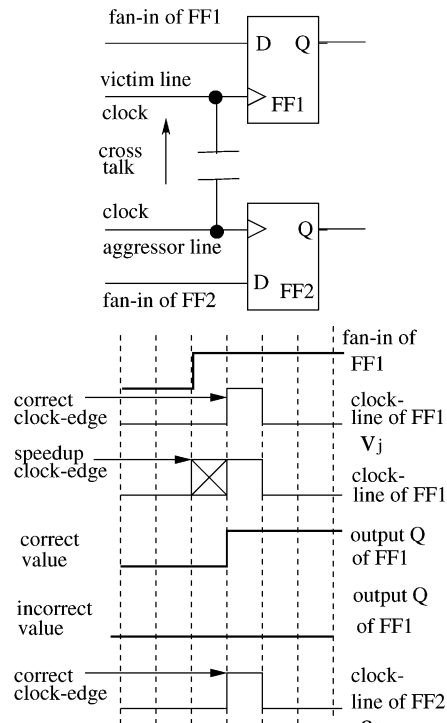 fan-in of FF1
D Q
victim line
FF1
clock
cross
talk
clock
Q
aggressor line
D
FF2
fan-in of FF2
fan-in of
FF1
correct
clock-edge
clock-
line of FF1
Vj
speedup
clock-edge
clock-
line of FF1
correct
value
output Q
of FF1
incorrect
value
output Q
of FF1
correct
clock-edge
clock-
line of FF2